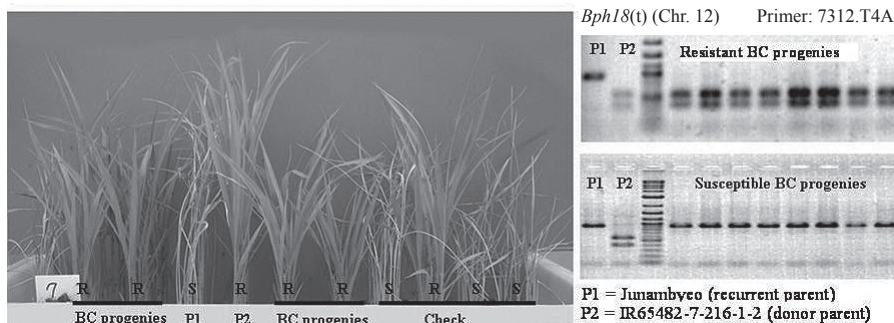 Bph18(t) (Chr. 12) Primer: 7312.T4A
P1 P2 Resistant BC progenies
P1 P2 Susceptible BC progenies
7 R R S R R R S R S S
BC progenies P1 P2 BC progenies Check
P1 = Junambyeo (recurrent parent)
P2 = IR65482-7-216-1-2 (donor parent)